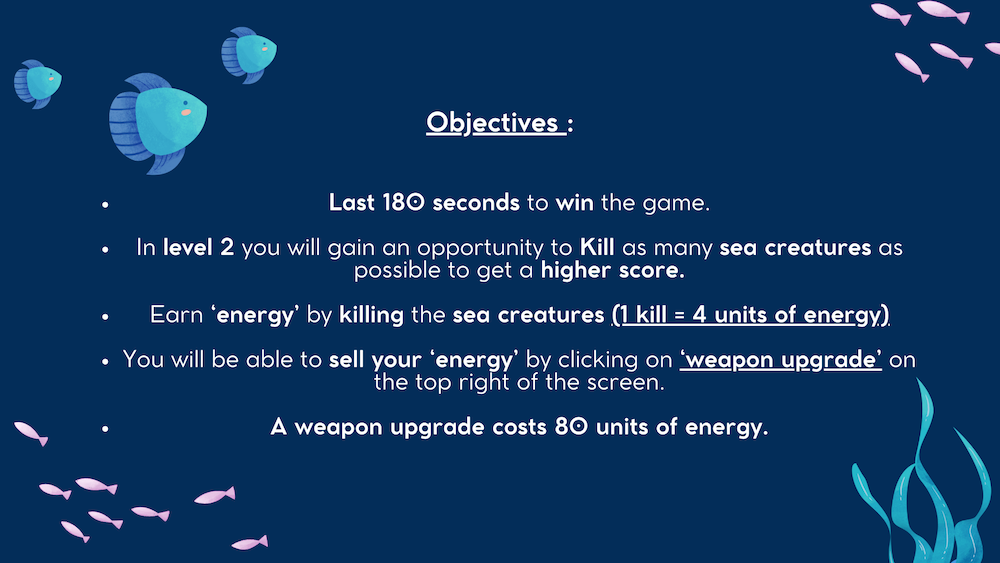 Objectives :
• Last 180 seconds to win the game.
• In level 2 you will gain an opportunity to Kill as many sea creatures as
possible to get a higher score.
• Earn ‘energy’ by killing the sea creatures (1 kill = 4 units of energy)
• You will be able to sell your ‘energy’ by clicking on ‘weapon upgrade’ on
the top right of the screen.
• A weapon upgrade costs 80 units of energy.